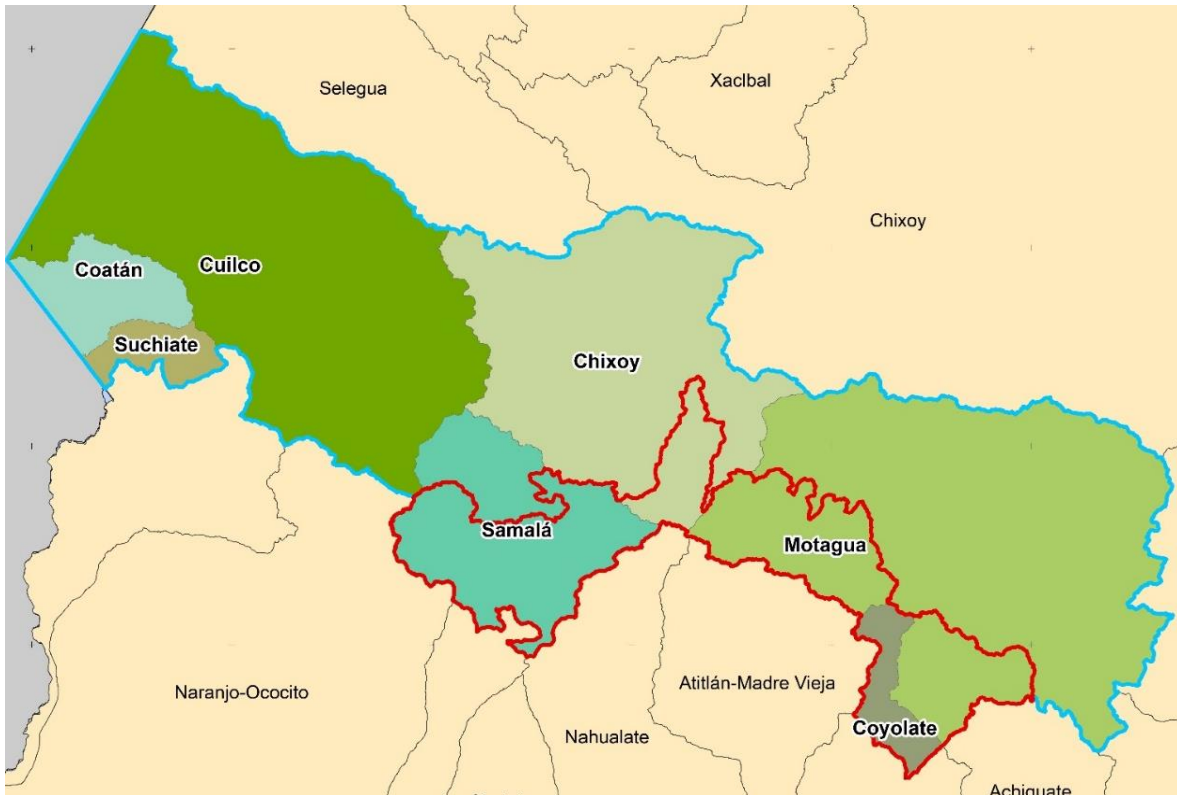 Selegua
Xaclbal
Chixoy
Coatán
Cuilco
Suchiate
Chixoy
Samalá
Motagua
Naranjo-Ococito
Atitlán-Madre Vieja
Nahualate
Coyolate
Achiguate